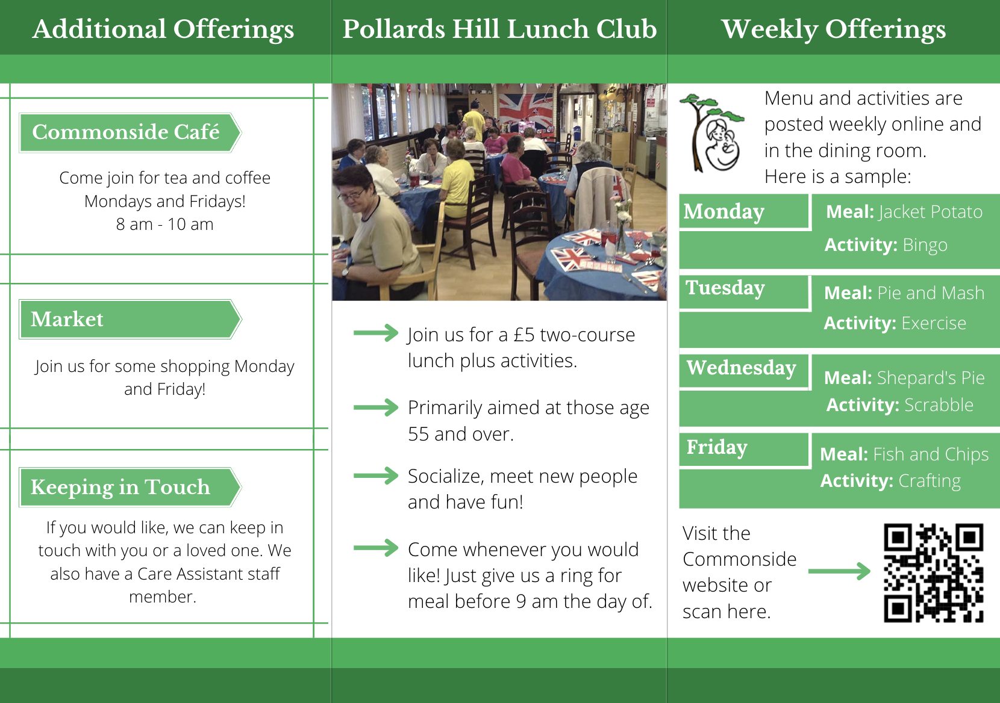 Additional Offerings
Commonside Café
Come join for tea and coffee
Mondays and Fridays!
8 am - 10 am
Market
Join us for some shopping Monday
and Friday!
Keeping in Touch
If you would like, we can keep in
touch with you or a loved one. We
also have a Care Assistant staff
member.
Pollards Hill Lunch Club
Join us for a £5 two-course
lunch plus activities.
Primarily aimed at those age
55 and over.
Socialize, meet new people
and have fun!
Come whenever you would
like! Just give us a ring for
meal before 9 am the day of.
Weekly Offerings
Menu and activities are
posted weekly online and
in the dining room.
Here is a sample:
Monday
Meal: Jacket Potato
Activity: Bingo
Tuesday
Meal: Pie and Mash
Activity: Exercise
Wednesday
Meal: Shepard's Pie
Activity: Scrabble
Friday
Meal: Fish and Chips
Activity: Crafting
Visit the
Commonside
website or
scan here.